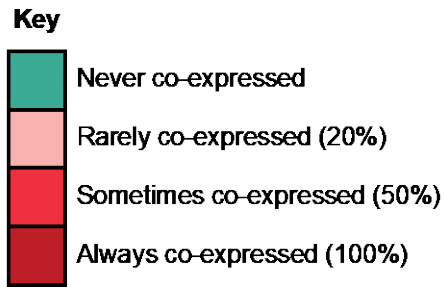 Key
Never co-expressed
Rarely co-expressed (20%)
Sometimes co-expressed (50%)
Always co-expressed (100%)